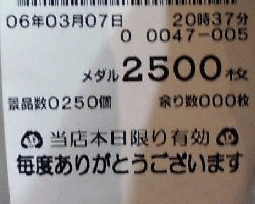 06年03月07日 20時37分
0 0047-005
メダル2500枚
景品数0250個 余り数000枚
当店本日限り有効
毎度ありがとうございます